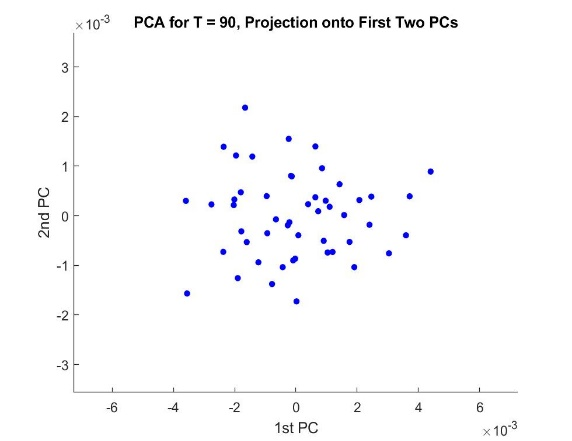 ×10⁻³
PCA for T = 90, Projection onto First Two PCs
3
2
1
0
-1
-2
-3
2nd PC
-6 -4 -2 0 2 4 6
1st PC
×10⁻³